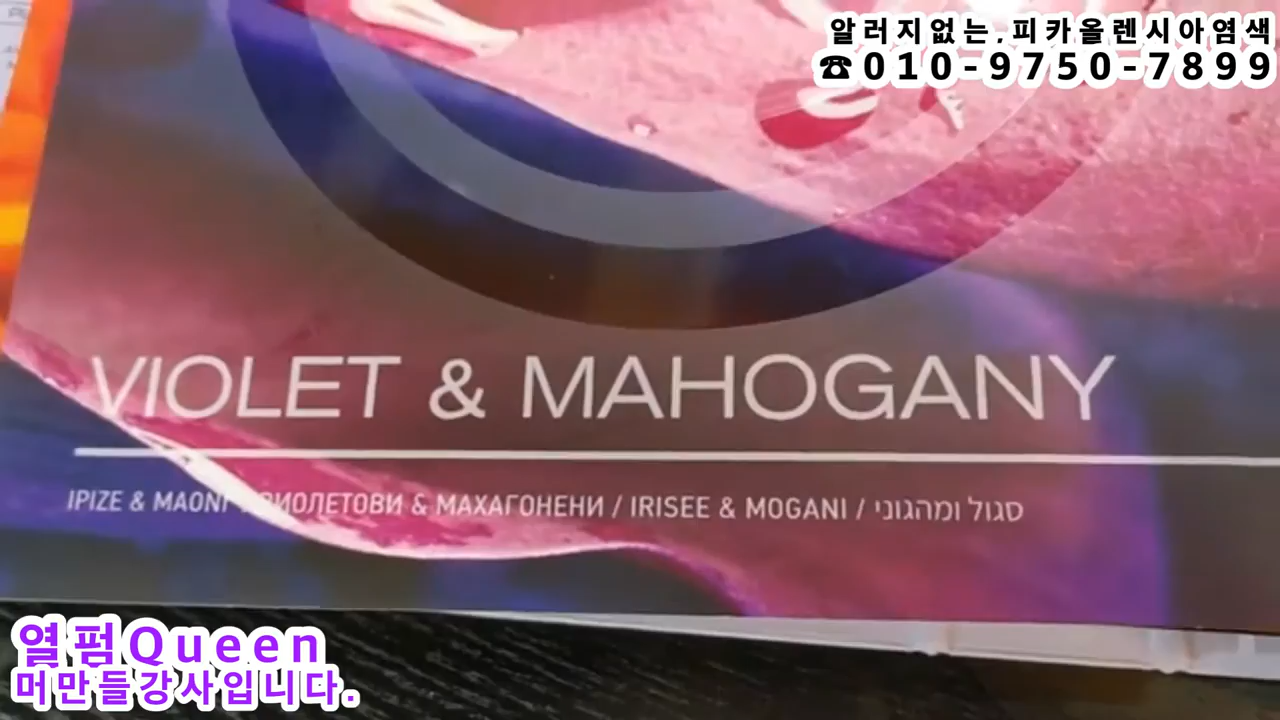 알러지없는,피카올렌시아염색
☎010-9750-7899
VIOLET & MAHOGANY
IPIZE & MAONI / ВИОЛЕТОВИ & МАХАГОНЕНИ / IRISEE & MOGANI / סגול ומהגוני
열펌Queen
머만들강사입니다.